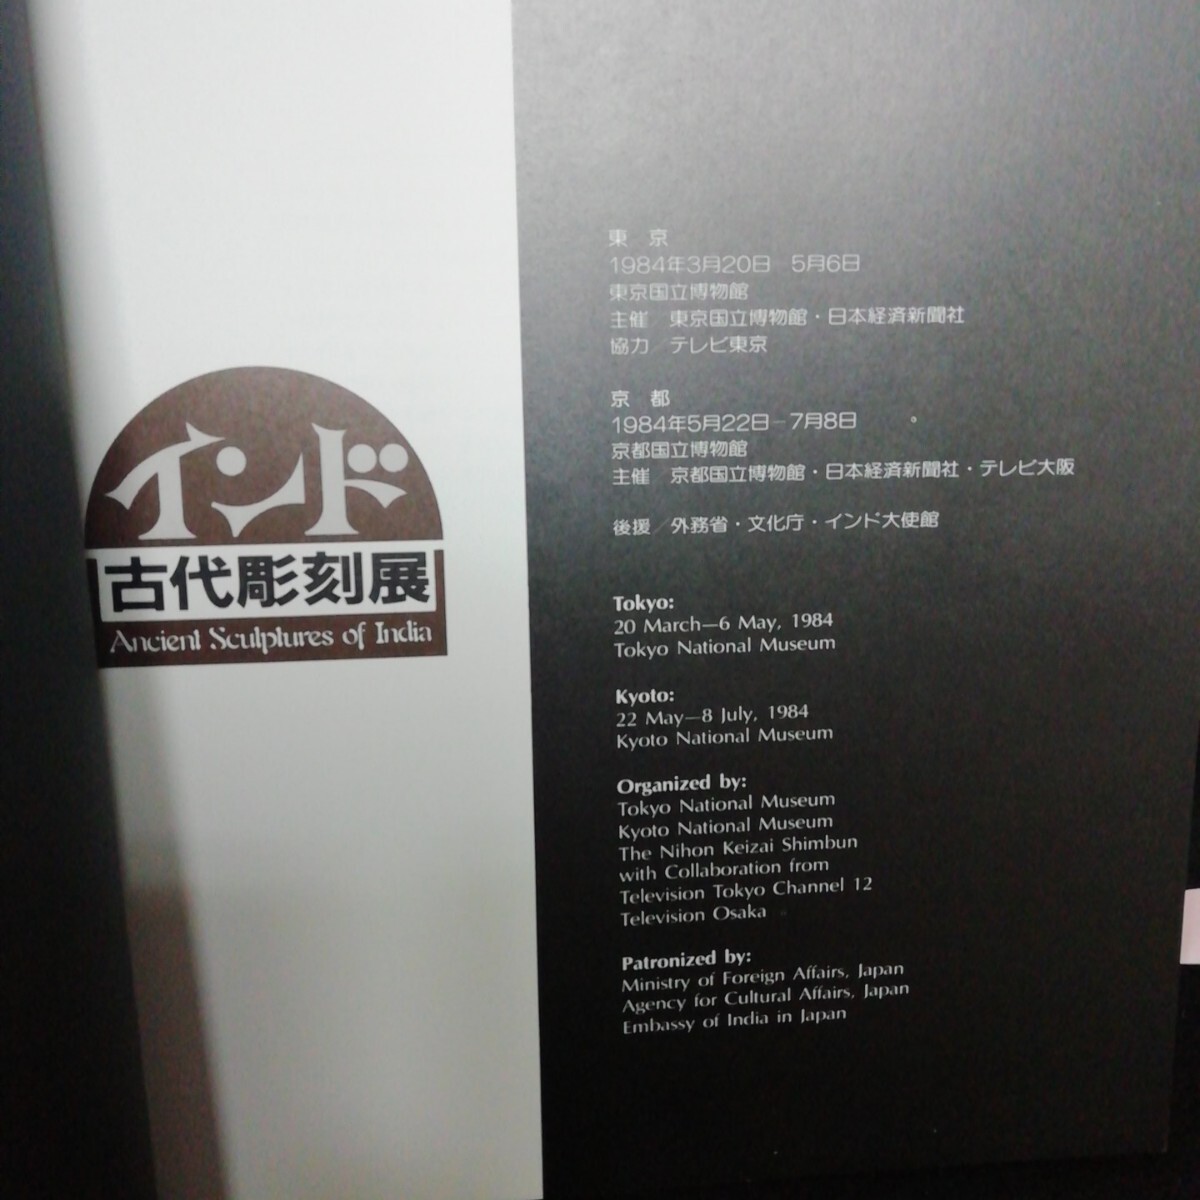 インド
古代彫刻展
Ancient Sculptures of India
東 京
1984年3月20日 5月6日
東京国立博物館
主催 東京国立博物館・日本経済新聞社
協力/テレビ東京
京 都
1984年5月22日-7月8日
京都国立博物館
主催 京都国立博物館・日本経済新聞社・テレビ大阪
後援/外務省・文化庁・インド大使館
Tokyo:
20 March—6 May, 1984
Tokyo National Museum
Kyoto:
22 May—8 July, 1984
Kyoto National Museum
Organized by:
Tokyo National Museum
Kyoto National Museum
The Nihon Keizai Shimbun
with Collaboration from
Television Tokyo Channel 12
Television Osaka
Patronized by:
Ministry of Foreign Affairs, Japan
Agency for Cultural Affairs, Japan
Embassy of India in Japan